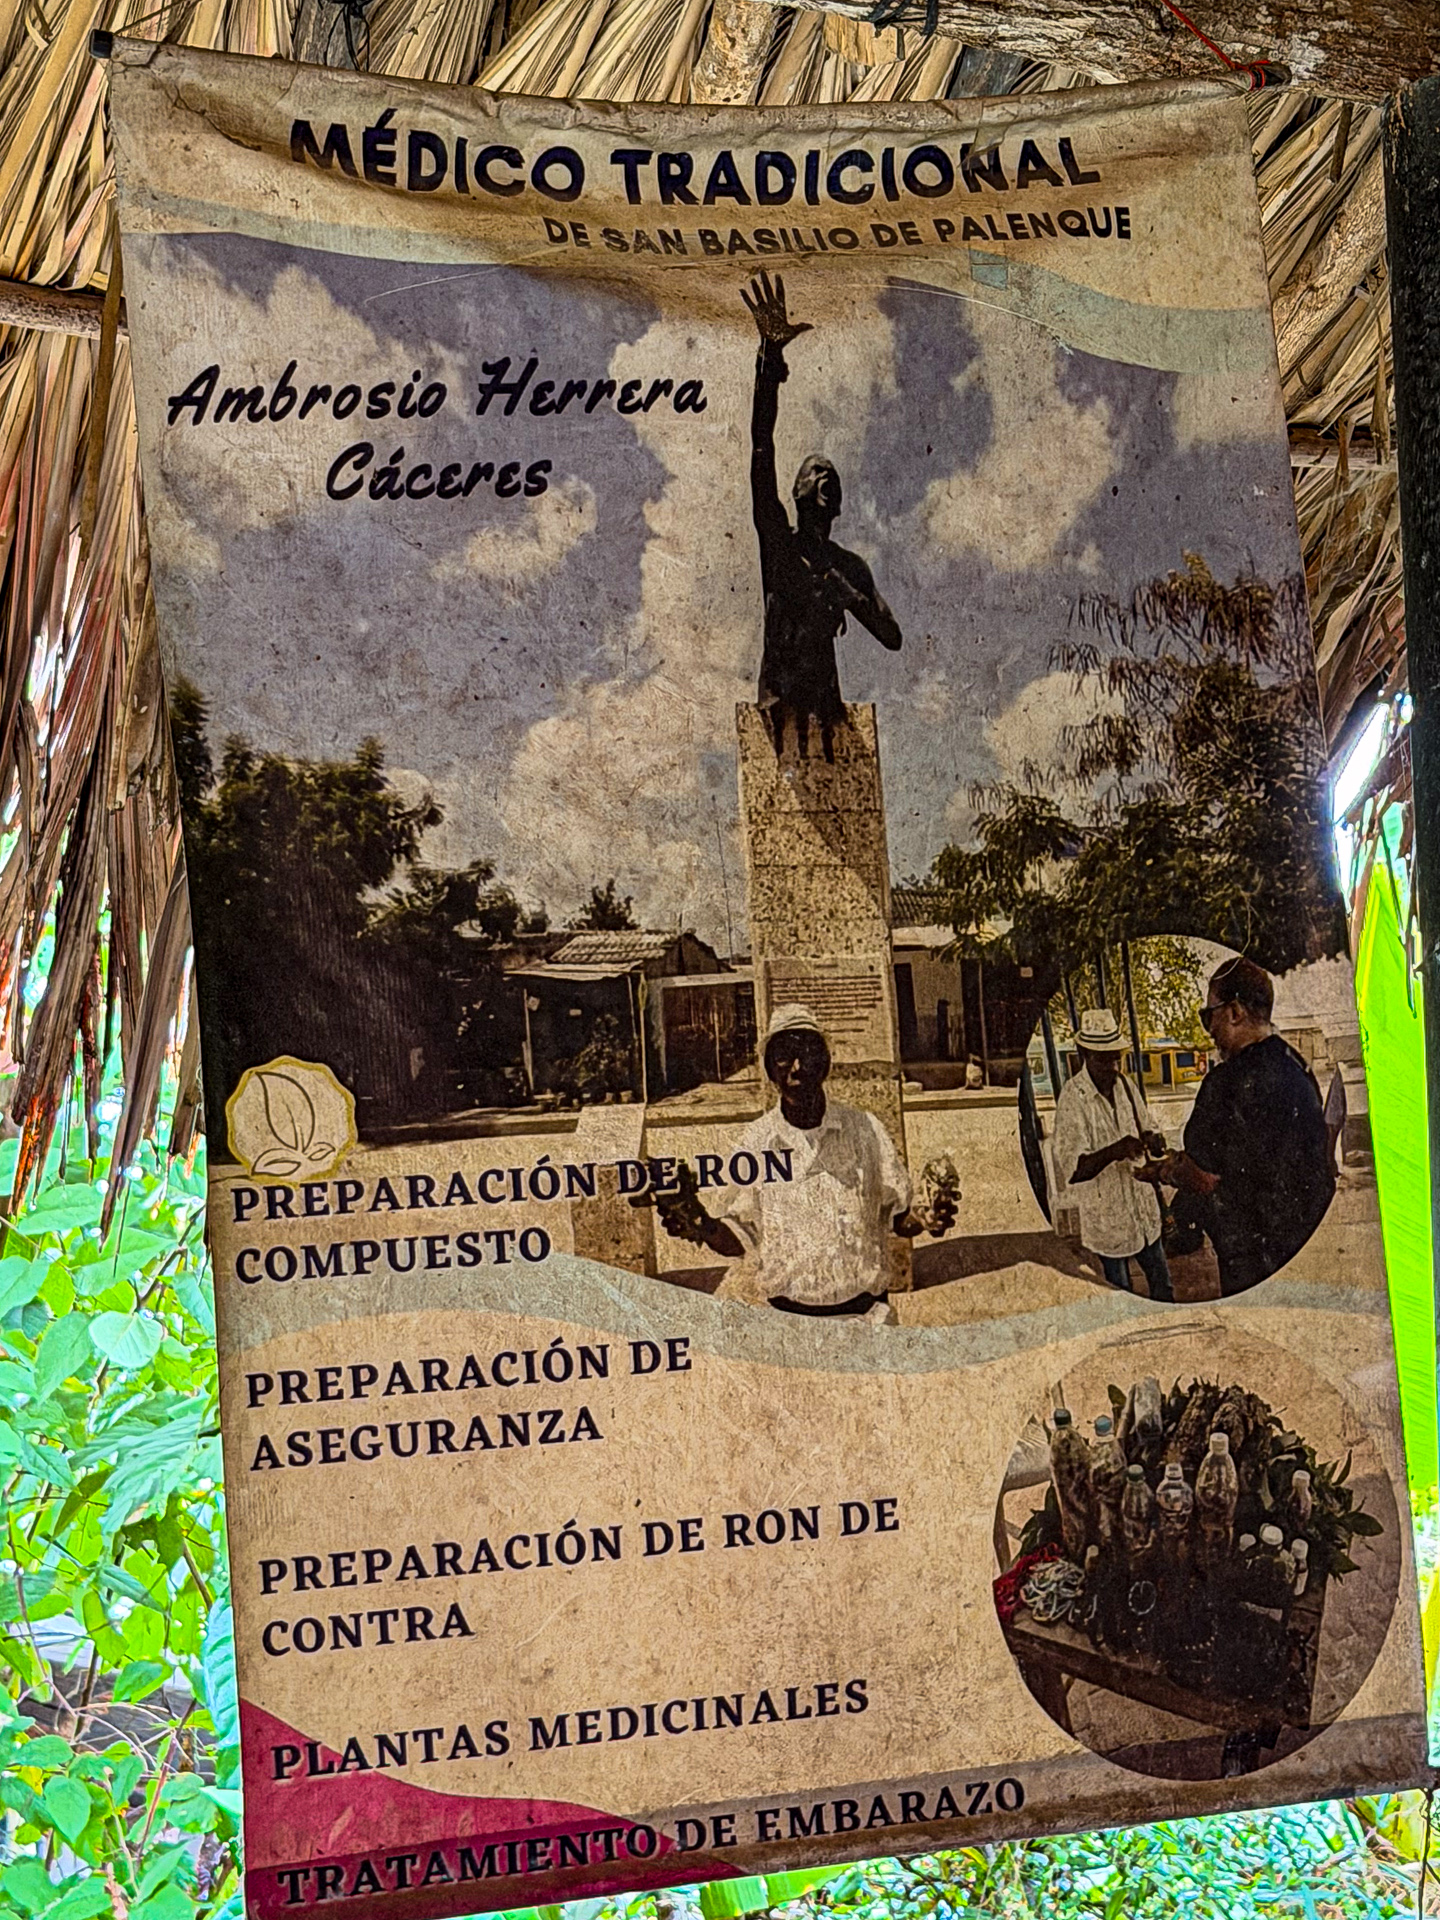 MÉDICO TRADICIONAL
DE SAN BASILIO DE PALENQUE
Ambrosio Herrera
Cáceres
PREPARACIÓN DE RON
COMPUESTO
PREPARACIÓN DE
ASEGURANZA
PREPARACIÓN DE RON DE
CONTRA
PLANTAS MEDICINALES
TRATAMIENTO DE EMBARAZO